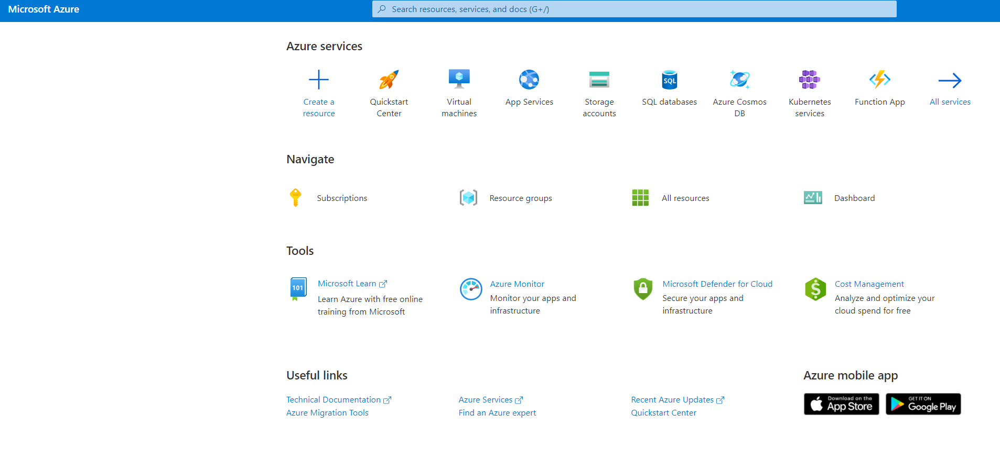 Microsoft Azure
Search resources, services, and docs (G+/)
Azure services
Create a
resource
Quickstart
Center
Virtual
machines
App Services
Storage
accounts
SQL
SQL databases
Azure Cosmos
DB
Kubernetes
services
Function App
All services
Navigate
Subscriptions
Resource groups
All resources
Dashboard
Tools
101
Microsoft Learn
Learn Azure with free online
training from Microsoft
Azure Monitor
Monitor your apps and
infrastructure
Microsoft Defender for Cloud
Secure your apps and
infrastructure
$
Cost Management
Analyze and optimize your
cloud spend for free
Useful links
Technical Documentation
Azure Migration Tools
Azure Services
Find an Azure expert
Recent Azure Updates
Quickstart Center
Azure mobile app
Download on the
App Store
GET IT ON
Google Play